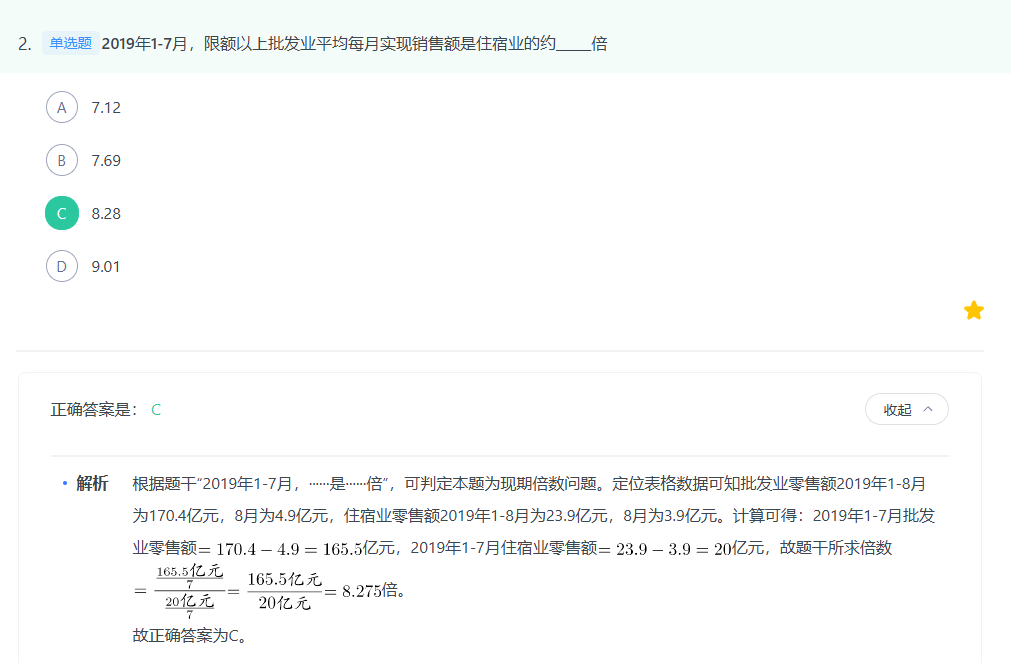 2. 单选题 2019年1-7月，限额以上批发业平均每月实现销售额是住宿业的约_____倍
A 7.12
B 7.69
C 8.28
D 9.01
正确答案是： C
收起
• 解析 根据题干“2019年1-7月，……是……倍”，可判定本题为现期倍数问题。定位表格数据可知批发业零售额2019年1-8月
为170.4亿元，8月为4.9亿元，住宿业零售额2019年1-8月为23.9亿元，8月为3.9亿元。计算可得：2019年1-7月批发
业零售额= 170.4 − 4.9 = 165.5亿元，2019年1-7月住宿业零售额= 23.9 − 3.9 = 20亿元，故题干所求倍数
= (165.5亿元/7)/(20亿元/7) = 165.5亿元/20亿元 = 8.275倍。
故正确答案为C。